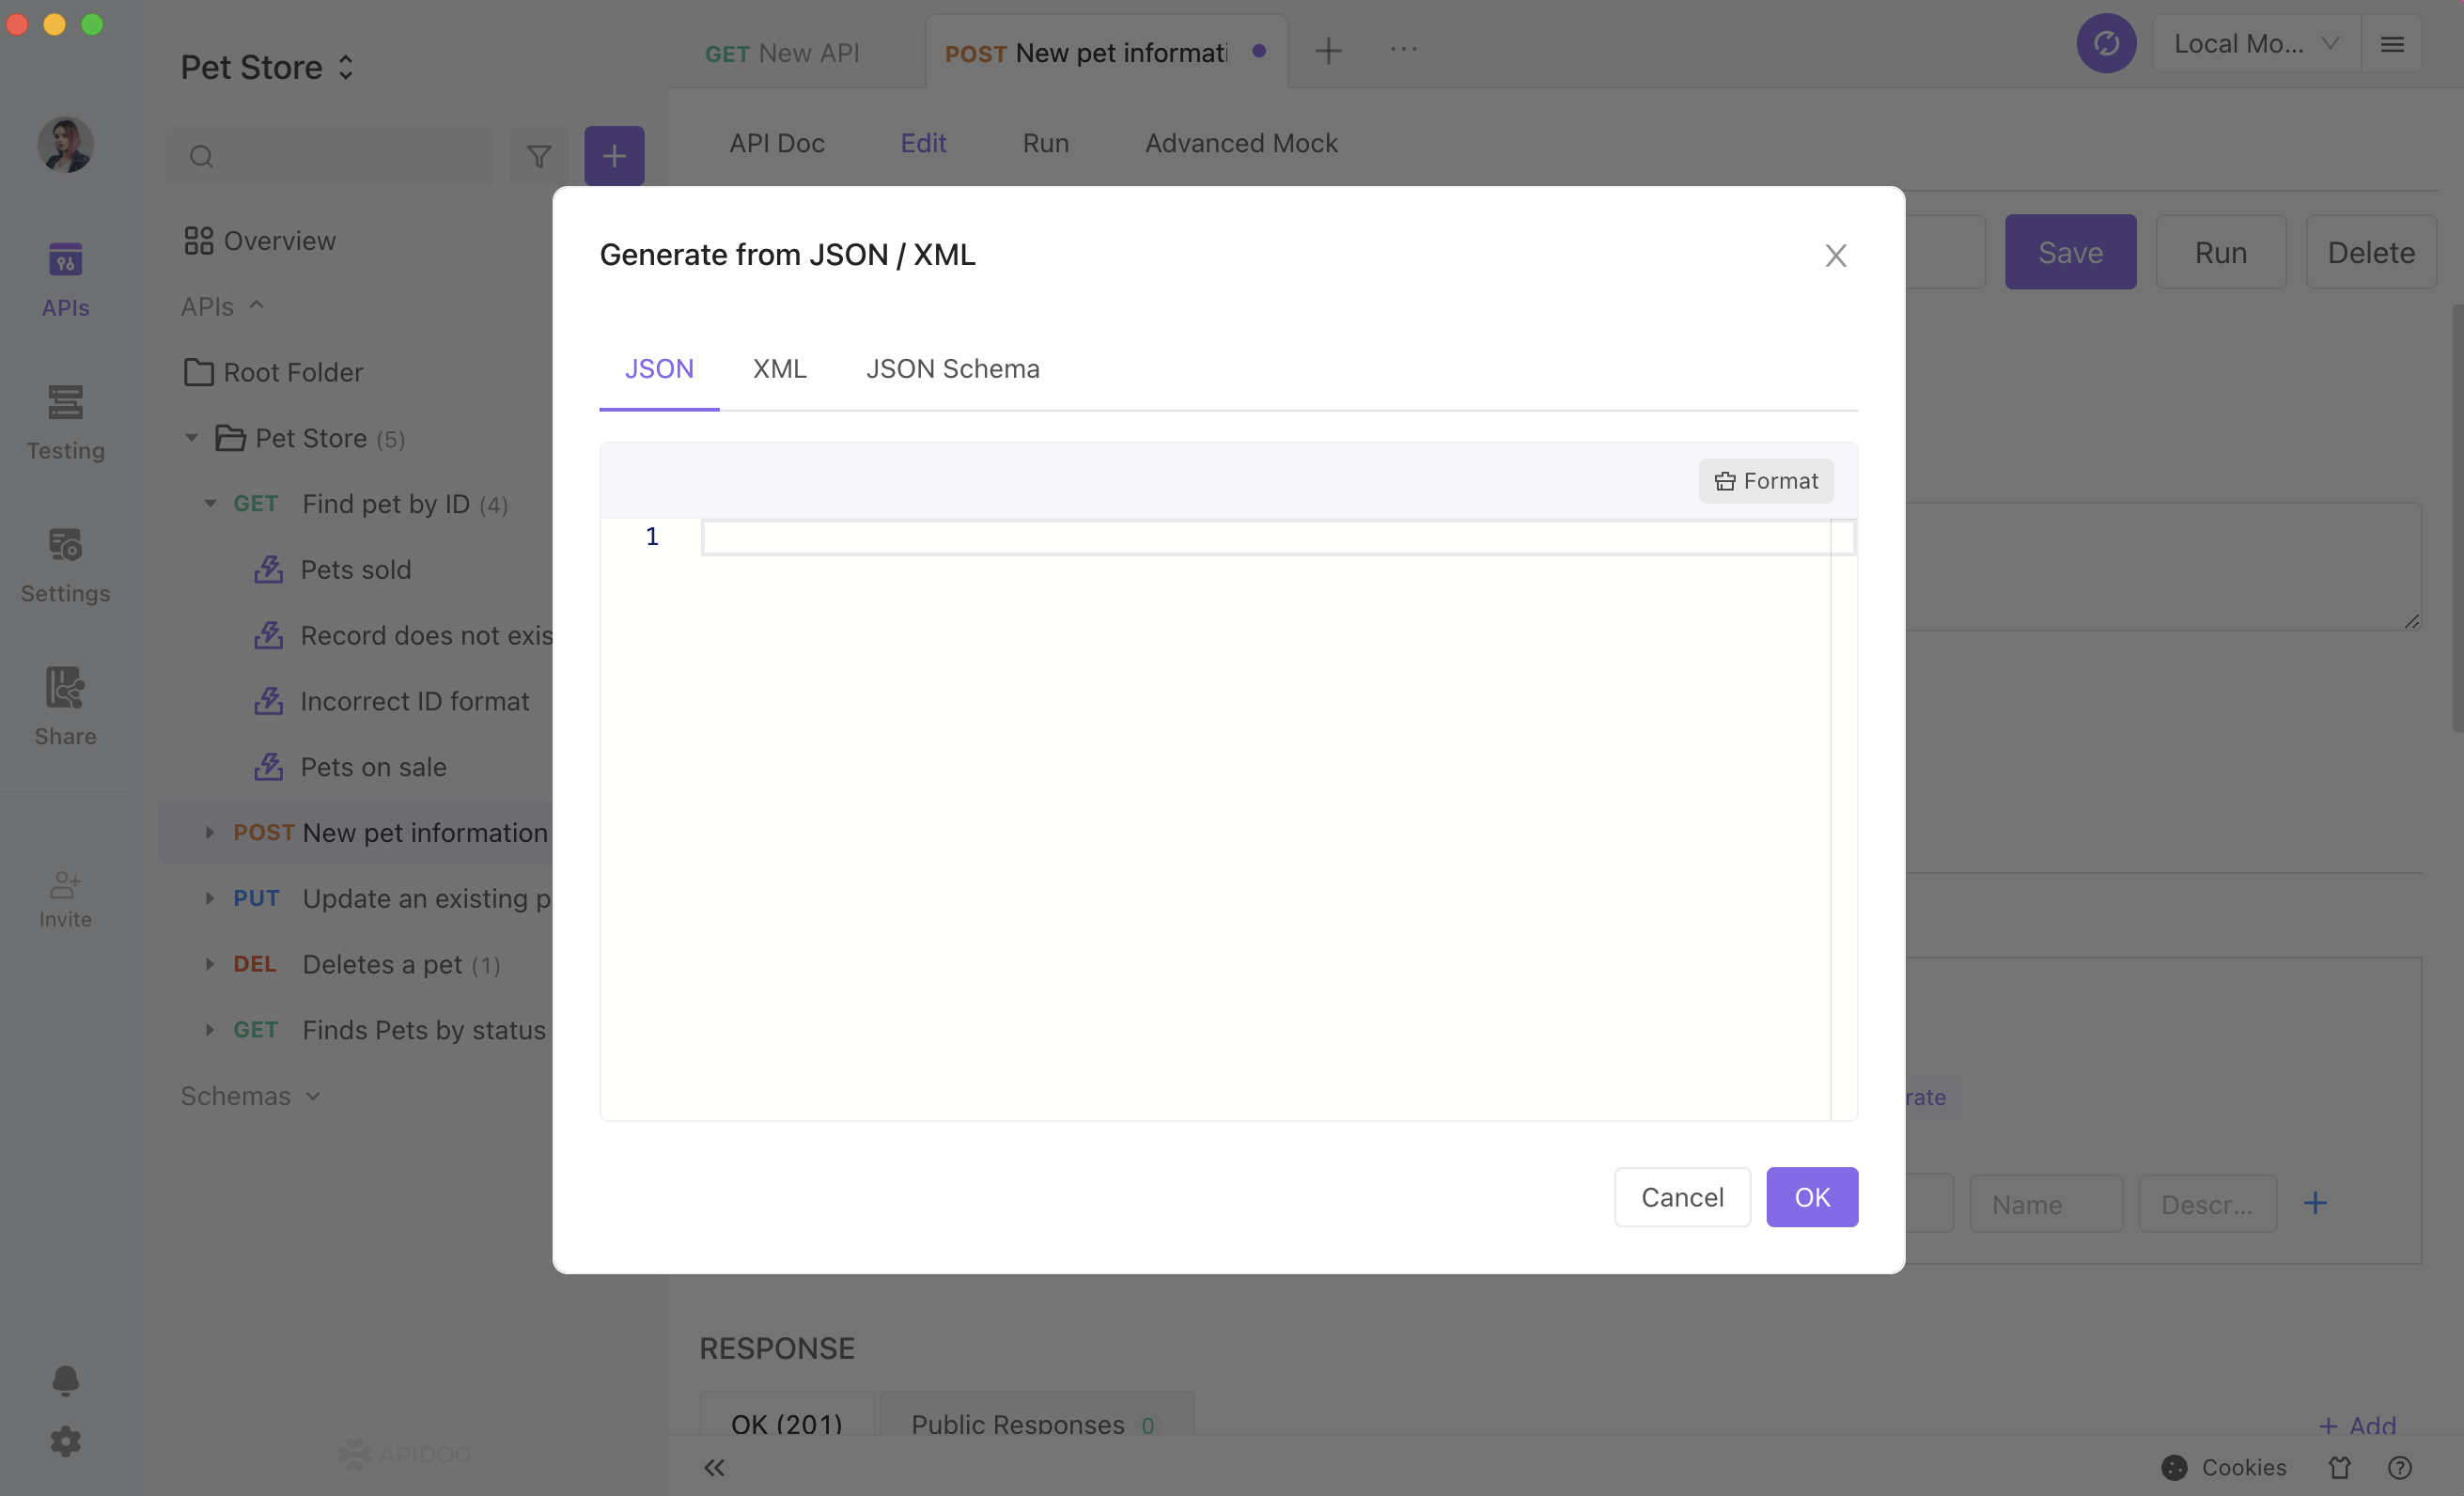 Pet Store
GET New API
POST New pet informati
Local Mo...
API Doc
Edit
Run
Advanced Mock
Save
Run
Delete
APIs
Testing
Settings
Share
Invite
Overview
APIs
Root Folder
Pet Store (5)
GET Find pet by ID (4)
Pets sold
Record does not exis
Incorrect ID format
Pets on sale
POST New pet information
PUT Update an existing p
DEL Deletes a pet (1)
GET Finds Pets by status
Schemas
APIDOG
Generate from JSON / XML
JSON
XML
JSON Schema
Format
1
Cancel
OK
rate
Name
Descr...
RESPONSE
OK (201)
Public Responses 0
+ Add
Cookies